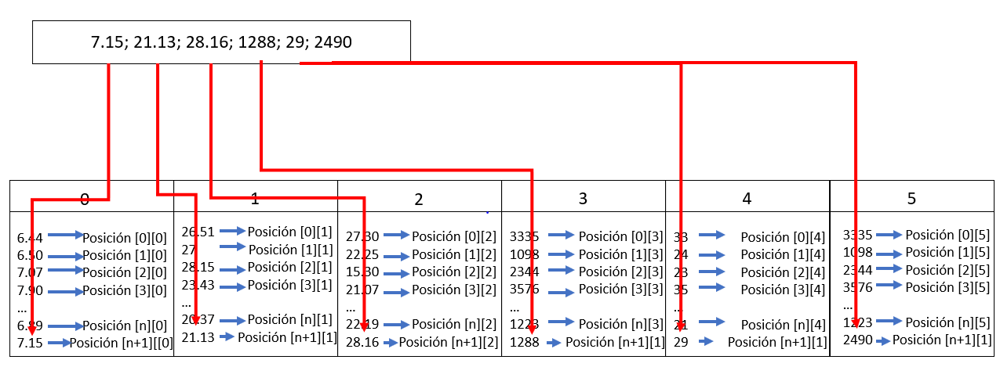 7.15; 21.13; 28.16; 1288; 29; 2490
0 1 2 3 4 5
6.44 Posición [0][0] 26.51 Posición [0][1] 27.30 Posición [0][2] 3335 Posición [0][3] 33 Posición [0][4] 3335 Posición [0][5]
6.50 Posición [1][0] 27 Posición [1][1] 22.25 Posición [1][2] 1098 Posición [1][3] 24 Posición [1][4] 1098 Posición [1][5]
7.07 Posición [2][0] 28.15 Posición [2][1] 15.30 Posición [2][2] 2344 Posición [2][3] 23 Posición [2][4] 2344 Posición [2][5]
7.90 Posición [3][0] 23.43 Posición [3][1] 21.07 Posición [3][2] 3576 Posición [3][3] 35 Posición [3][4] 3576 Posición [3][5]
... ... ... ... ... ...
6.89 Posición [n][0] 20.37 Posición [n][1] 22.19 Posición [n][2] 1223 Posición [n][3] 21 Posición [n][4] 1223 Posición [n][5]
7.15 Posición [n+1][[0] 21.13 Posición [n+1][1] 28.16 Posición [n+1][2] 1288 Posición [n+1][1] 29 Posición [n+1][1] 2490 Posición [n+1][1]